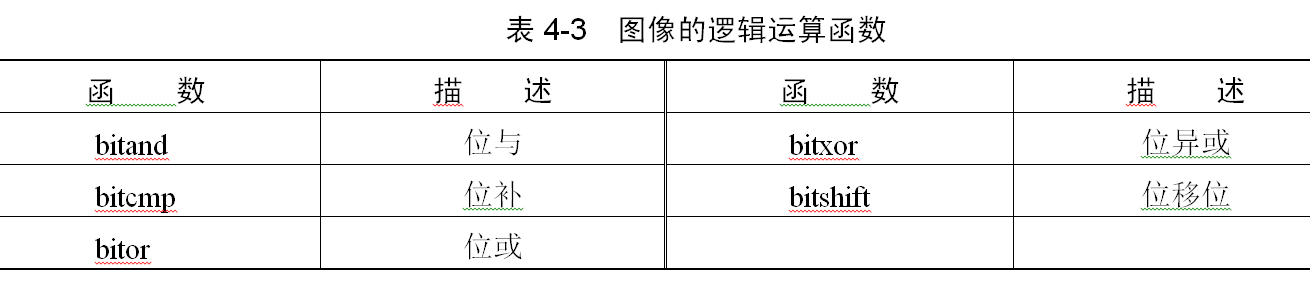 表 4-3 图像的逻辑运算函数
函 数 描 述 函 数 描 述
bitand 位与 bitxor 位异或
bitcmp 位补 bitshift 位移位
bitor 位或